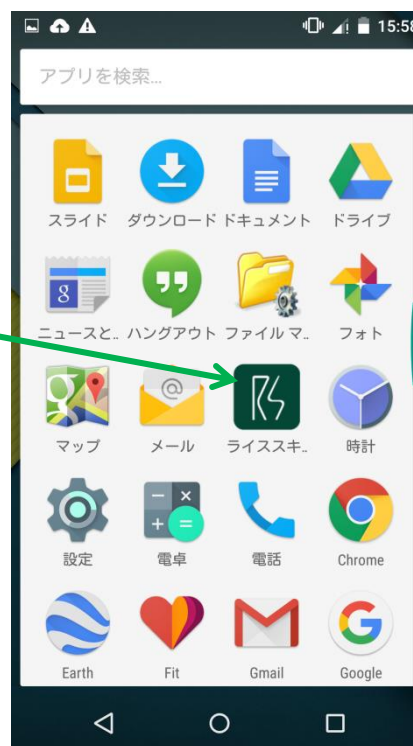 15:58
アプリを検索...
スライド ダウンロード ドキュメント ドライブ
8
ニュースと.. ハングアウト ファイル マ.. フォト
@
マップ メール ライススキ.. 時計
設定 電卓 電話 Chrome
Earth Fit Gmail Google